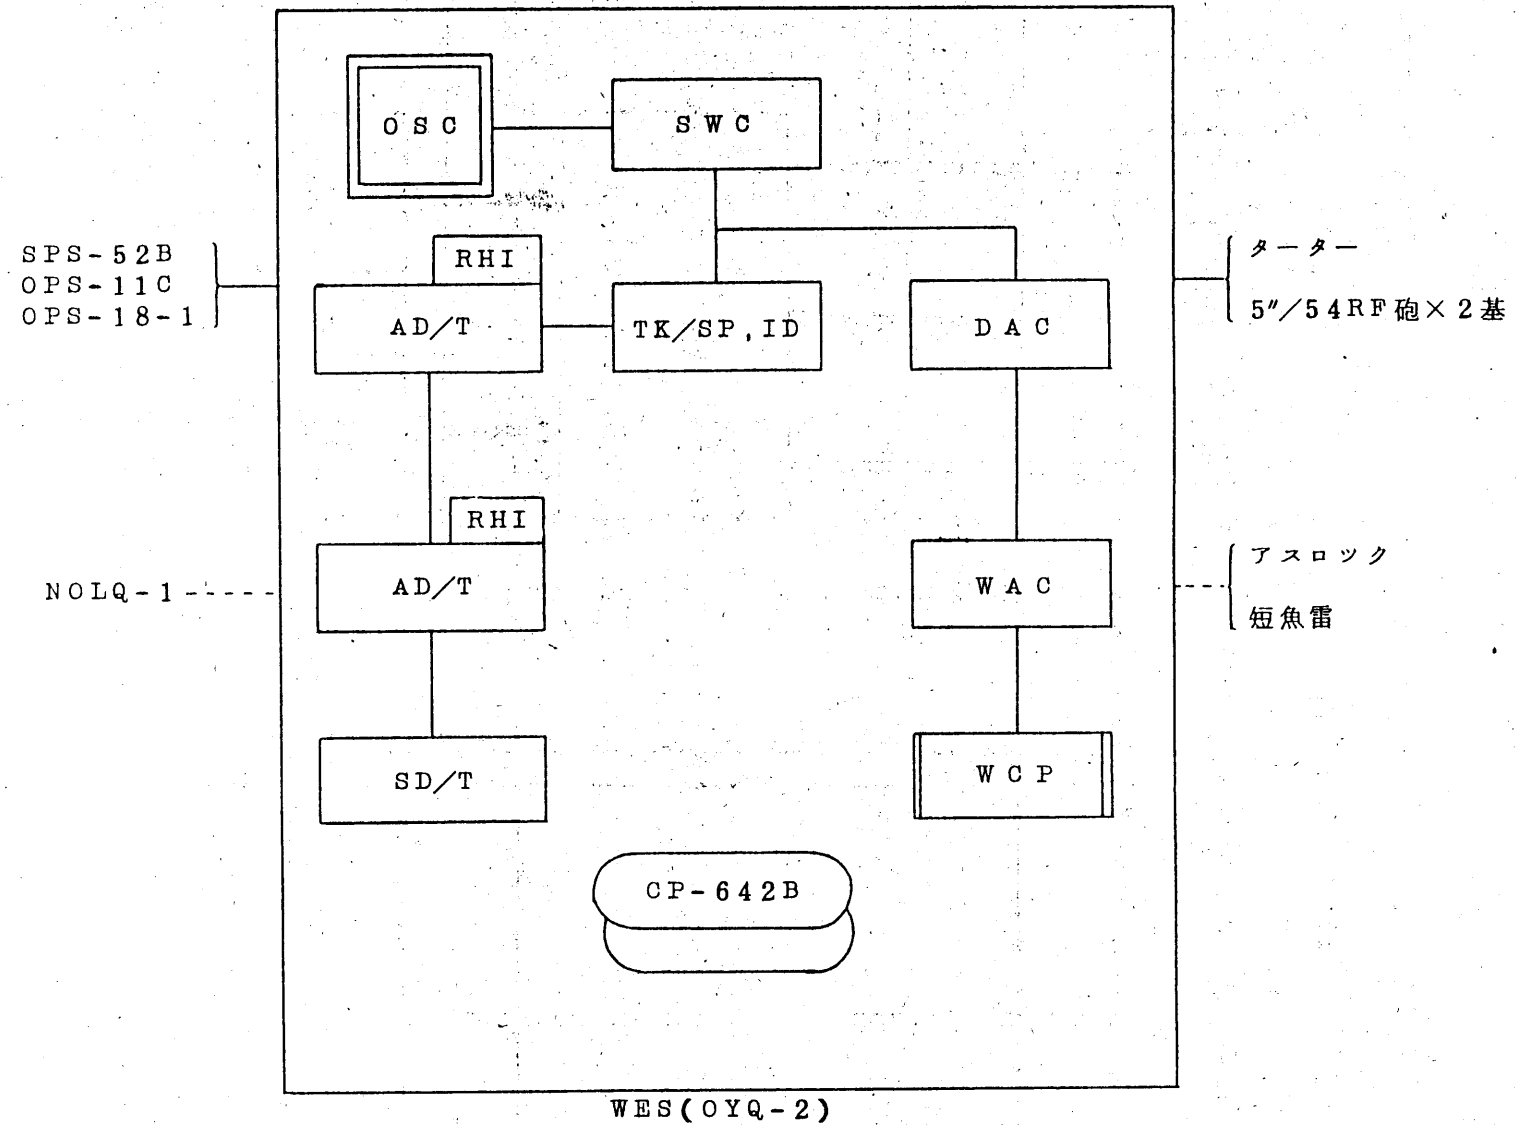 OSC
SWC
SPS-52B
OPS-11C
OPS-18-1
RHI
AD/T
TK/SP,ID
DAC
ターター
5″/54RF砲×2基
NOLQ-1
RHI
AD/T
WAC
アスロック
短魚雷
SD/T
WCP
CP-642B
WES(OYQ-2)